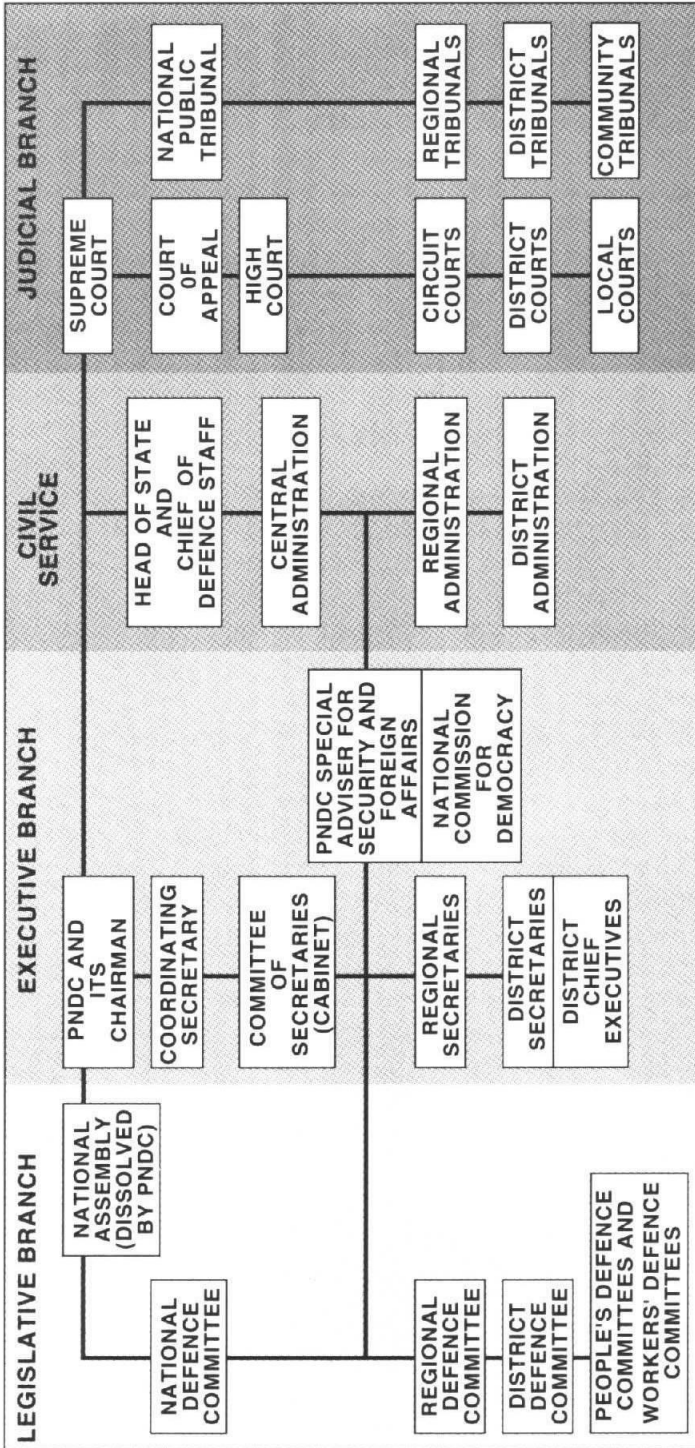 LEGISLATIVE BRANCH
NATIONAL
ASSEMBLY
(DISSOLVED
BY PNDC)
NATIONAL
DEFENCE
COMMITTEE
REGIONAL
DEFENCE
COMMITTEE
DISTRICT
DEFENCE
COMMITTEE
PEOPLE'S DEFENCE
COMMITTEES AND
WORKERS' DEFENCE
COMMITTEES
EXECUTIVE BRANCH
PNDC AND
ITS
CHAIRMAN
COORDINATING
SECRETARY
COMMITTEE
OF
SECRETARIES
(CABINET)
PNDC SPECIAL
ADVISER FOR
SECURITY AND
FOREIGN
AFFAIRS
NATIONAL
COMMISSION
FOR
DEMOCRACY
REGIONAL
SECRETARIES
DISTRICT
SECRETARIES
DISTRICT
CHIEF
EXECUTIVES
CIVIL
SERVICE
HEAD OF STATE
AND
CHIEF OF
DEFENCE STAFF
CENTRAL
ADMINISTRATION
REGIONAL
ADMINISTRATION
DISTRICT
ADMINISTRATION
JUDICIAL BRANCH
SUPREME
COURT
COURT
OF
APPEAL
HIGH
COURT
CIRCUIT
COURTS
DISTRICT
COURTS
LOCAL
COURTS
NATIONAL
PUBLIC
TRIBUNAL
REGIONAL
TRIBUNALS
DISTRICT
TRIBUNALS
COMMUNITY
TRIBUNALS